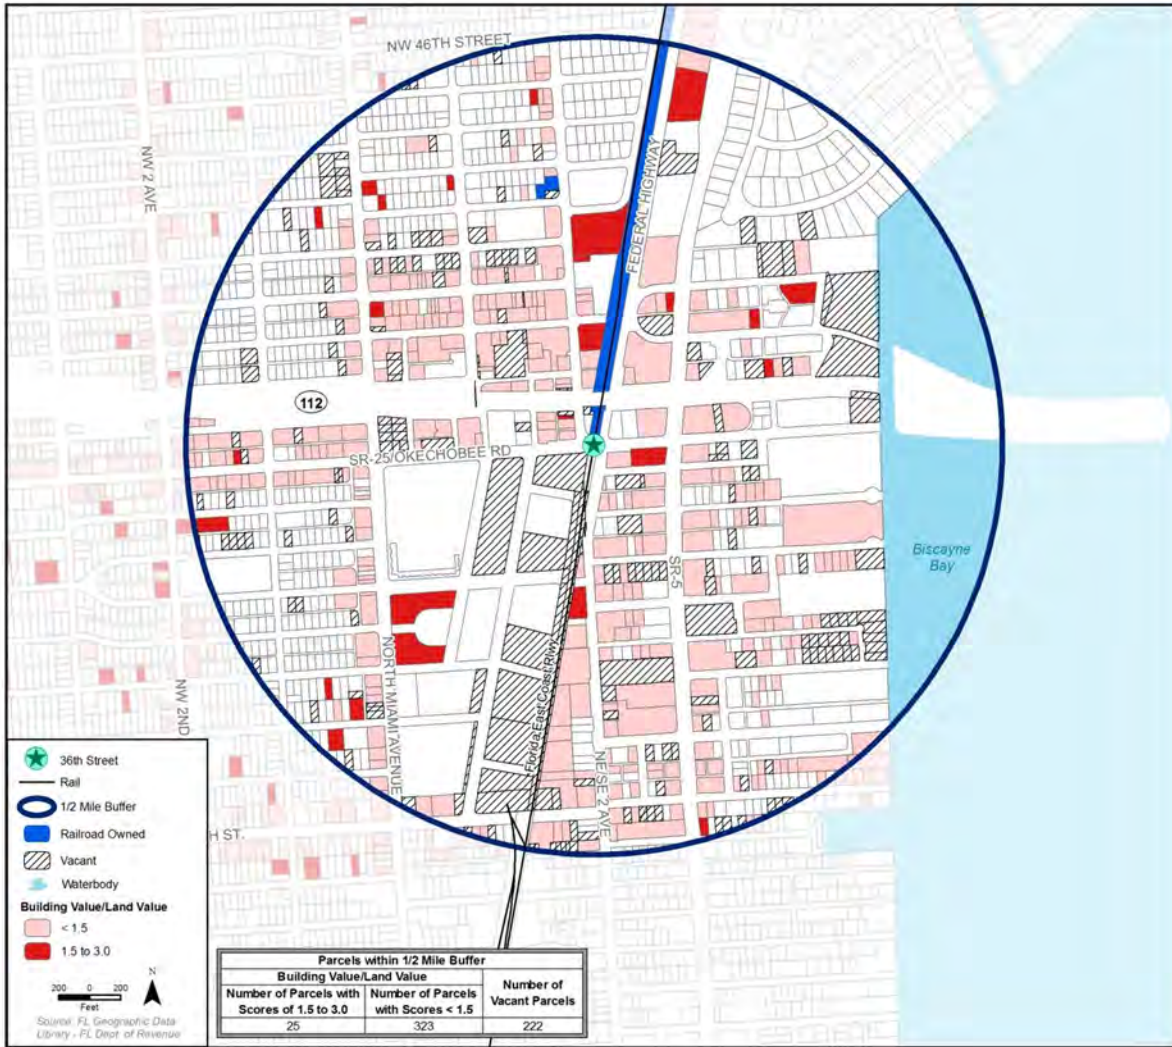 NW 46TH STREET
NW 2 AVE
FEDERAL HIGHWAY
112
SR-25/OKECHOBEE RD
Biscayne
Bay
SR-5
NORTH MIAMI AVENUE
Florida East Coast Rlwy
NW 2ND
NE SE 2 AVE
H ST.
36th Street
Rail
1/2 Mile Buffer
Railroad Owned
Vacant
Waterbody
Building Value/Land Value
< 1.5
1.5 to 3.0
200 0 200
Feet
N
Source: FL Geographic Data
Library - FL Dept. of Revenue
Parcels within 1/2 Mile Buffer
Building Value/Land Value
Number of Parcels with
Scores of 1.5 to 3.0
Number of Parcels
with Scores < 1.5
Number of
Vacant Parcels
25 323 222